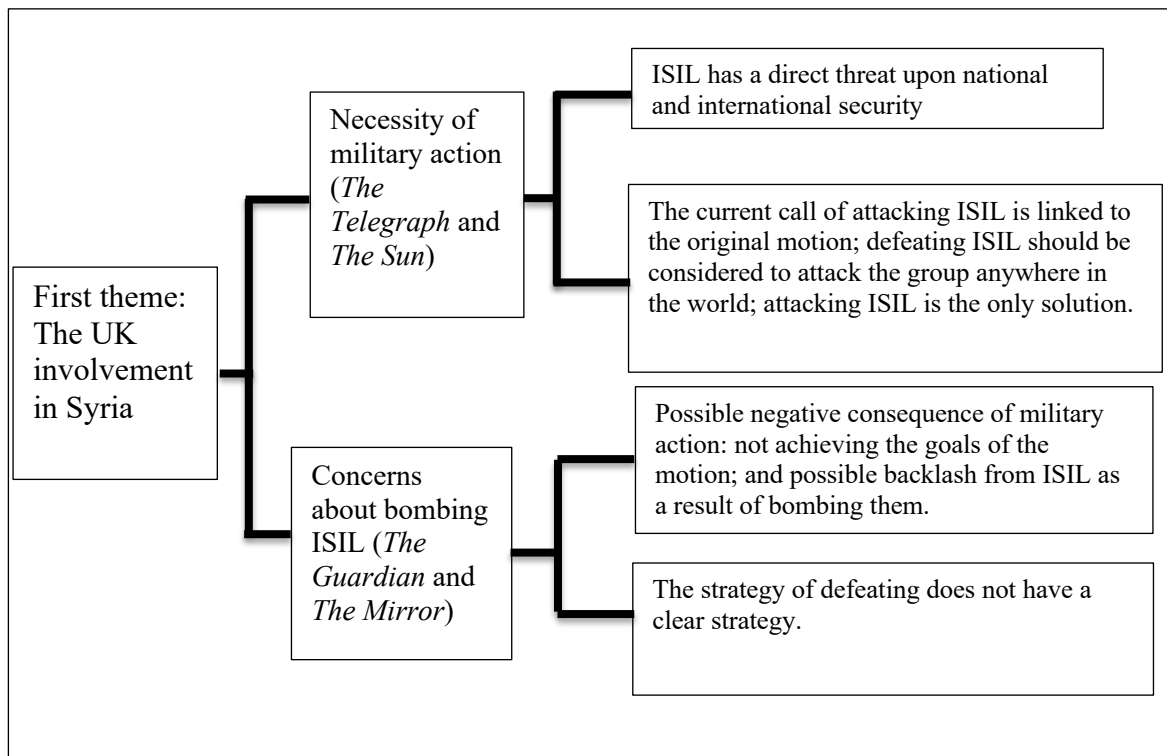 First theme:
The UK
involvement
in Syria
Necessity of
military action
(The
Telegraph and
The Sun)
ISIL has a direct threat upon national
and international security
The current call of attacking ISIL is linked to
the original motion; defeating ISIL should be
considered to attack the group anywhere in
the world; attacking ISIL is the only solution.
Concerns
about bombing
ISIL (The
Guardian and
The Mirror)
Possible negative consequence of military
action: not achieving the goals of the
motion; and possible backlash from ISIL as
a result of bombing them.
The strategy of defeating does not have a
clear strategy.